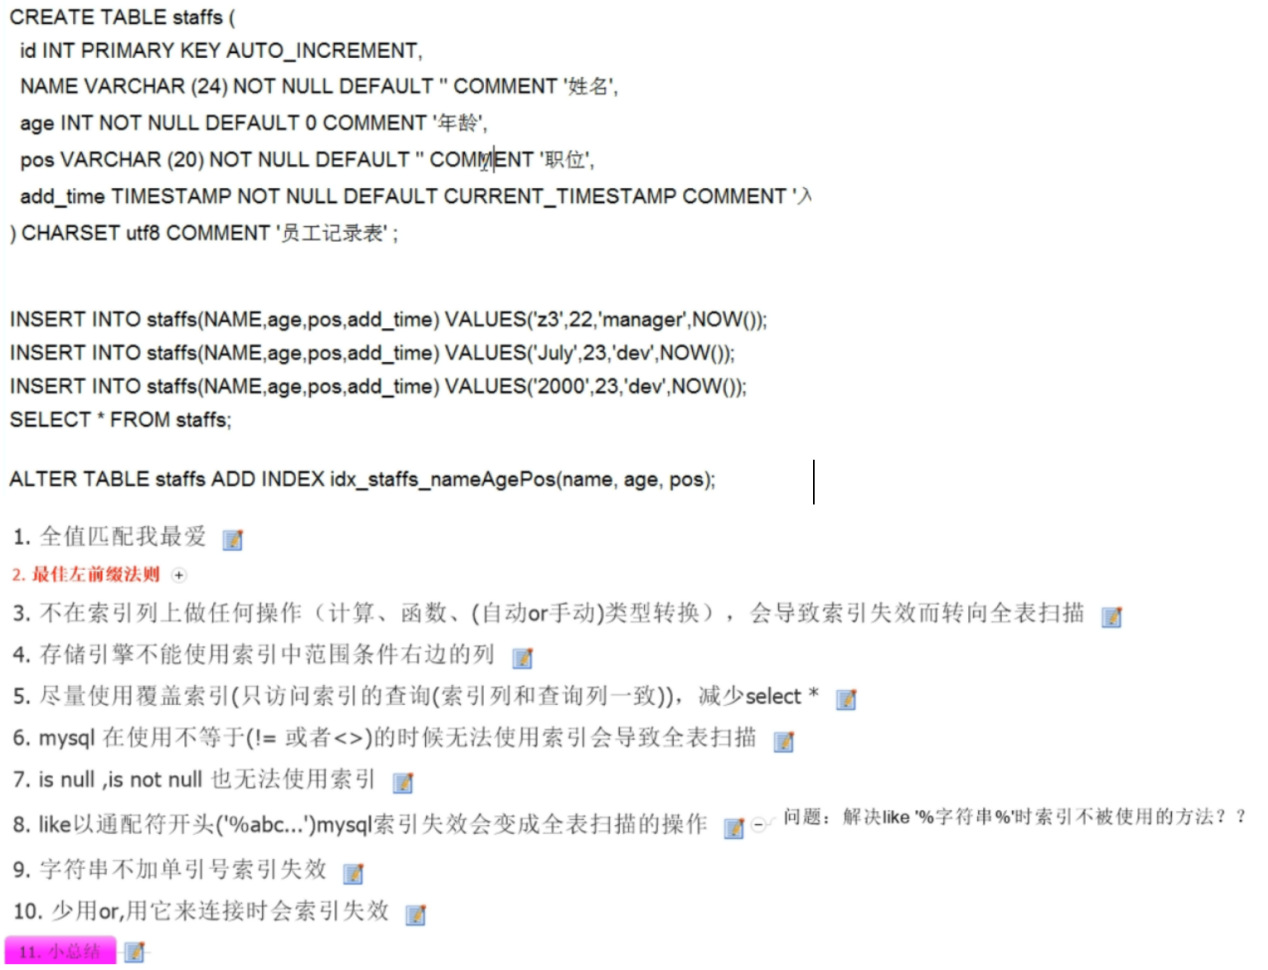 CREATE TABLE staffs (
id INT PRIMARY KEY AUTO_INCREMENT,
NAME VARCHAR (24) NOT NULL DEFAULT '' COMMENT '姓名',
age INT NOT NULL DEFAULT 0 COMMENT '年龄',
pos VARCHAR (20) NOT NULL DEFAULT '' COMMENT '职位',
add_time TIMESTAMP NOT NULL DEFAULT CURRENT_TIMESTAMP COMMENT '入
) CHARSET utf8 COMMENT '员工记录表' ;
INSERT INTO staffs(NAME,age,pos,add_time) VALUES('z3',22,'manager',NOW());
INSERT INTO staffs(NAME,age,pos,add_time) VALUES('July',23,'dev',NOW());
INSERT INTO staffs(NAME,age,pos,add_time) VALUES('2000',23,'dev',NOW());
SELECT * FROM staffs;
ALTER TABLE staffs ADD INDEX idx_staffs_nameAgePos(name, age, pos);
1. 全值匹配我最爱
2. 最佳左前缀法则
3. 不在索引列上做任何操作（计算、函数、(自动or手动)类型转换），会导致索引失效而转向全表扫描
4. 存储引擎不能使用索引中范围条件右边的列
5. 尽量使用覆盖索引(只访问索引的查询(索引列和查询列一致))，减少select *
6. mysql 在使用不等于(!= 或者<>)的时候无法使用索引会导致全表扫描
7. is null ,is not null 也无法使用索引
8. like以通配符开头('%abc...')mysql索引失效会变成全表扫描的操作 问题：解决like '%字符串%'时索引不被使用的方法？？
9. 字符串不加单引号索引失效
10. 少用or,用它来连接时会索引失效
11. 小总结